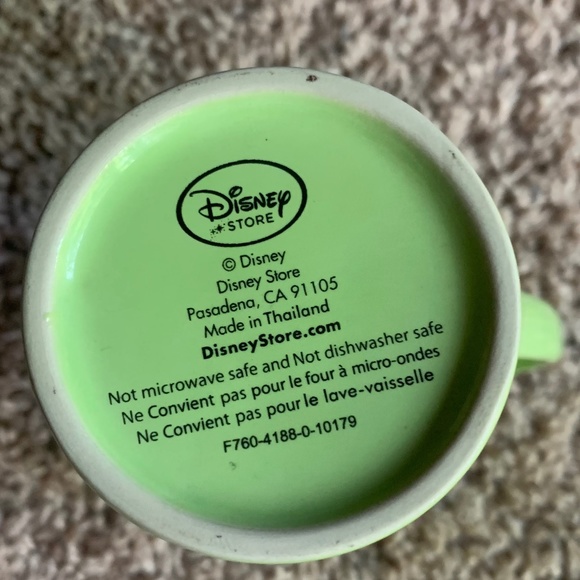 Disney
STORE
© Disney
Disney Store
Pasadena, CA 91105
Made in Thailand
DisneyStore.com
Not microwave safe and Not dishwasher safe
Ne Convient pas pour le four à micro-ondes
Ne Convient pas pour le lave-vaisselle
F760-4188-0-10179